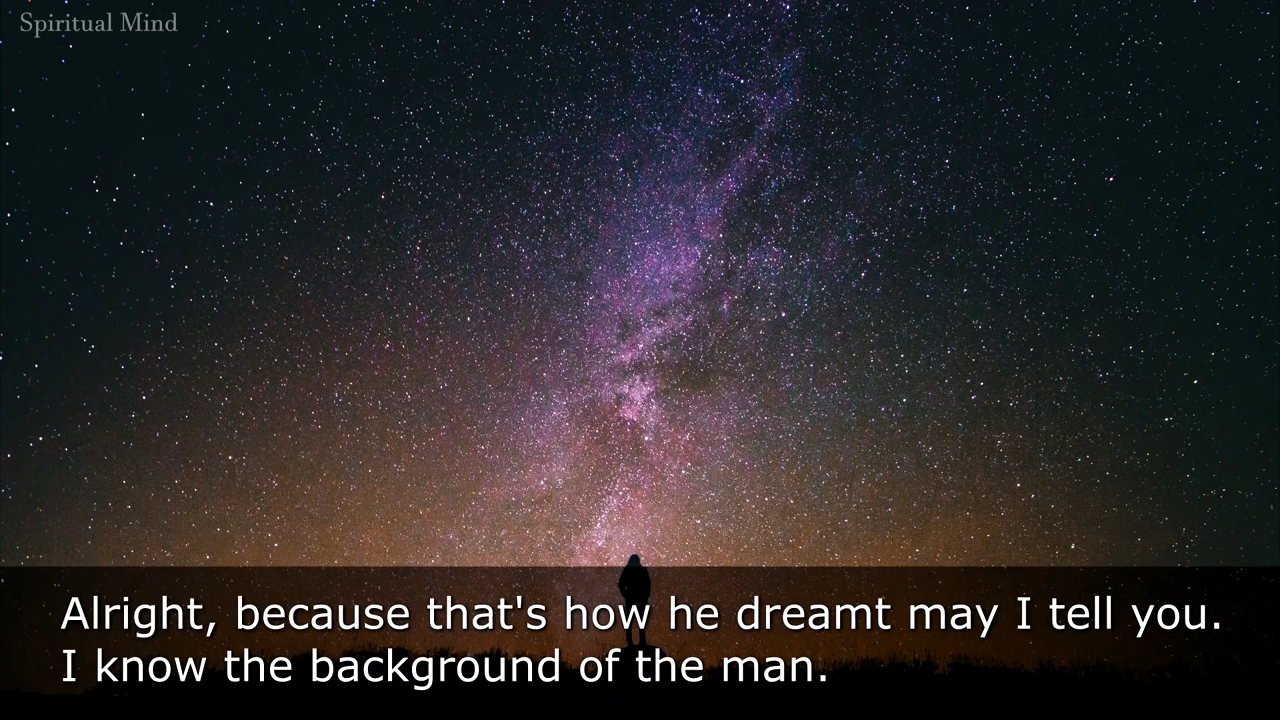 Spiritual Mind
Alright, because that's how he dreamt may I tell you.
I know the background of the man.